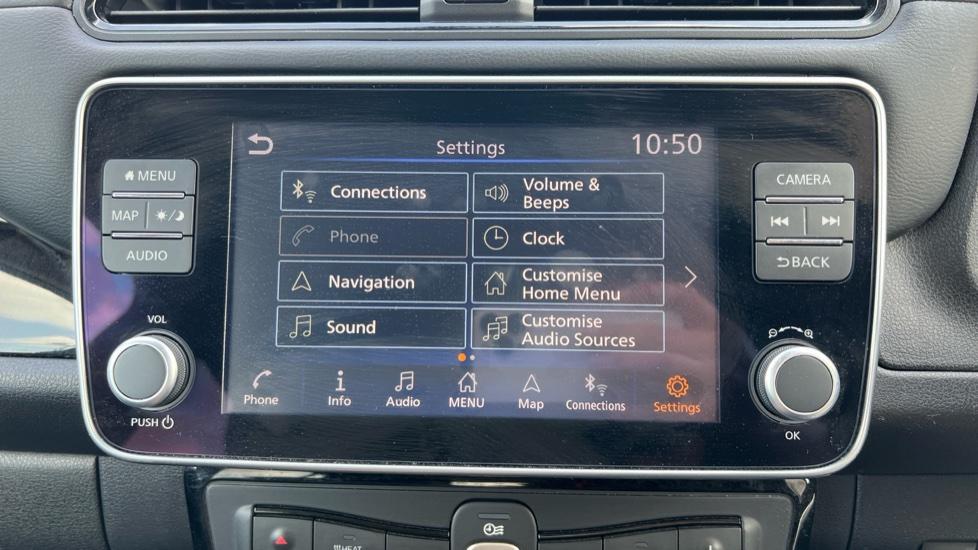 MENU
MAP
AUDIO
VOL
PUSH
Settings
10:50
Connections
Volume &
Beeps
Phone
Clock
Navigation
Customise
Home Menu
Sound
Customise
Audio Sources
Phone
Info
Audio
MENU
Map
Connections
Settings
CAMERA
BACK
OK
HEAT